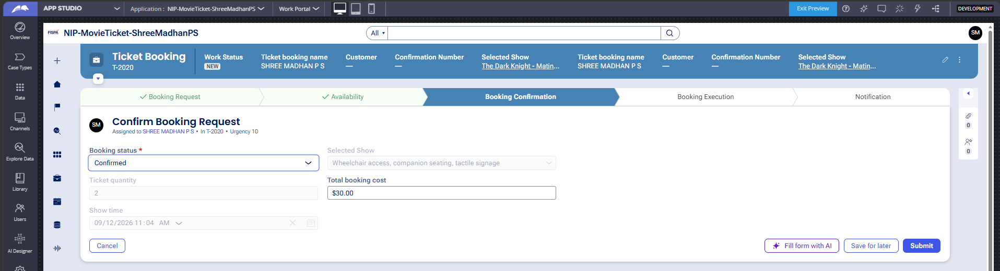 APP STUDIO
Application : NIP-MovieTicket-ShreeMadhanPS
Work Portal
Exit Preview
DEVELOPMENT
Overview
Case Types
Data
Channels
Explore Data
Library
Users
AI Designer
FISPA NIP-MovieTicket-ShreeMadhanPS
All
SM
Ticket Booking
T-2020
Work Status
NEW
Ticket booking name
SHREE MADHAN P S
Customer
—
Confirmation Number
—
Selected Show
The Dark Knight - Matin...
Ticket booking name
SHREE MADHAN P S
Customer
—
Confirmation Number
—
Selected Show
The Dark Knight - Matin...
Booking Request
Availability
Booking Confirmation
Booking Execution
Notification
SM
Confirm Booking Request
Assigned to SHREE MADHAN P S • In T-2020 • Urgency 10
Booking status *
Confirmed
Selected Show
Wheelchair access, companion seating, tactile signage
Ticket quantity
2
Total booking cost
$30.00
Show time
09/12/2026 11:04 AM
Cancel
Fill form with AI
Save for later
Submit
0
0